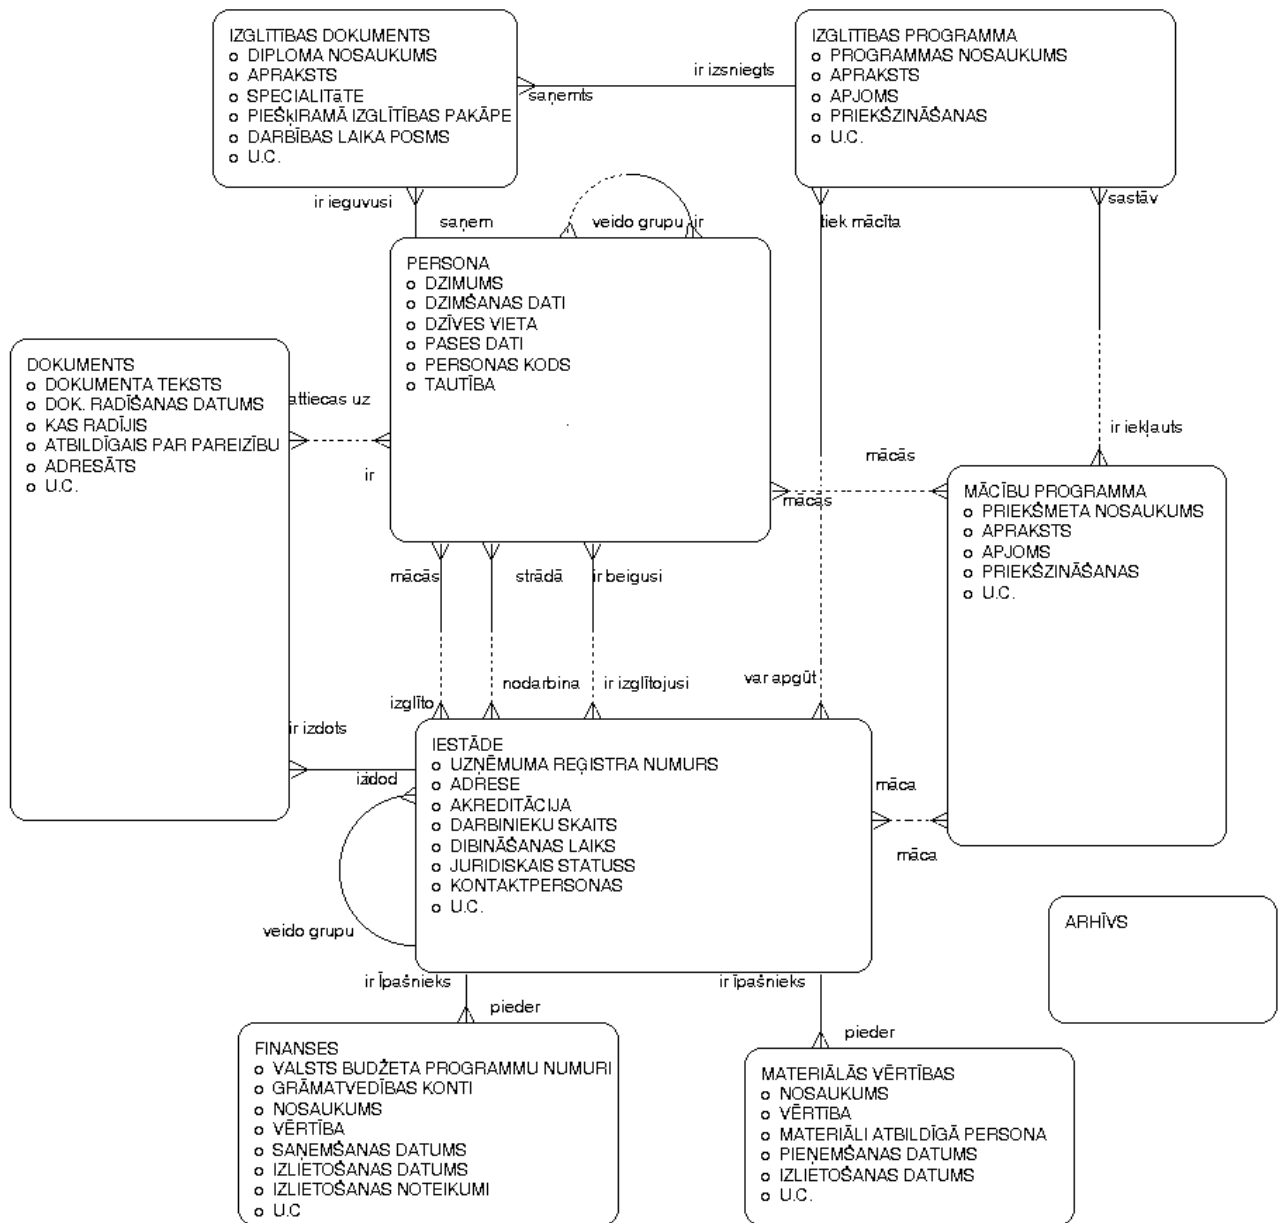 IZGLĪTĪBAS DOKUMENTS
DIPLOMA NOSAUKUMS
APRAKSTS
SPECIALITāTE
PIEŠķIRAMĀ IZGLĪTĪBAS PAKĀPE
DARBĪBAS LAIKA POSMS
U.C.
IZGLĪTĪBAS PROGRAMMA
PROGRAMMAS NOSAUKUMS
APRAKSTS
APJOMS
PRIEKŠZINĀŠANAS
U.C.
ir izsniegts
saņemts
ir ieguvusi
saņem
veido grupu
ir
tiek mācīta
sastāv
PERSONA
DZIMUMS
DZIMŠANAS DATI
DZĪVES VIETA
PASES DATI
PERSONAS KODS
TAUTĪBA
DOKUMENTS
DOKUMENTA TEKSTS
DOK. RADĪŠANAS DATUMS
KAS RADĪJIS
ATBILDĪGAIS PAR PAREIZĪBU
ADRESĀTS
U.C.
attiecas uz
ir
ir iekļauts
mācās
mācās
MĀCĪBU PROGRAMMA
PRIEKŠMETA NOSAUKUMS
APRAKSTS
APJOMS
PRIEKŠZINĀŠANAS
U.C.
mācās
strādā
ir beigusi
izglīto
nodarbina
ir izglītojusi
var apgūt
ir izdots
izdod
IESTĀDE
UZŅĒMUMA REĢISTRA NUMURS
ADRESE
AKREDITĀCIJA
DARBINIEKU SKAITS
DIBINĀŠANAS LAIKS
JURIDISKAIS STATUSS
KONTAKTPERSONAS
U.C.
māca
māca
veido grupu
ARHĪVS
ir Īpašnieks
pieder
ir Īpašnieks
pieder
FINANSES
VALSTS BUDŽETA PROGRAMMU NUMURI
GRĀMATVEDĪBAS KONTI
NOSAUKUMS
VĒRTĪBA
SAŅEMŠANAS DATUMS
IZLIETOŠANAS DATUMS
IZLIETOŠANAS NOTEIKUMI
U.C
MATERIĀLĀS VĒRTĪBAS
NOSAUKUMS
VĒRTĪBA
MATERIĀLI ATBILDĪGĀ PERSONA
PIEŅEMŠANAS DATUMS
IZLIETOŠANAS DATUMS
U.C.